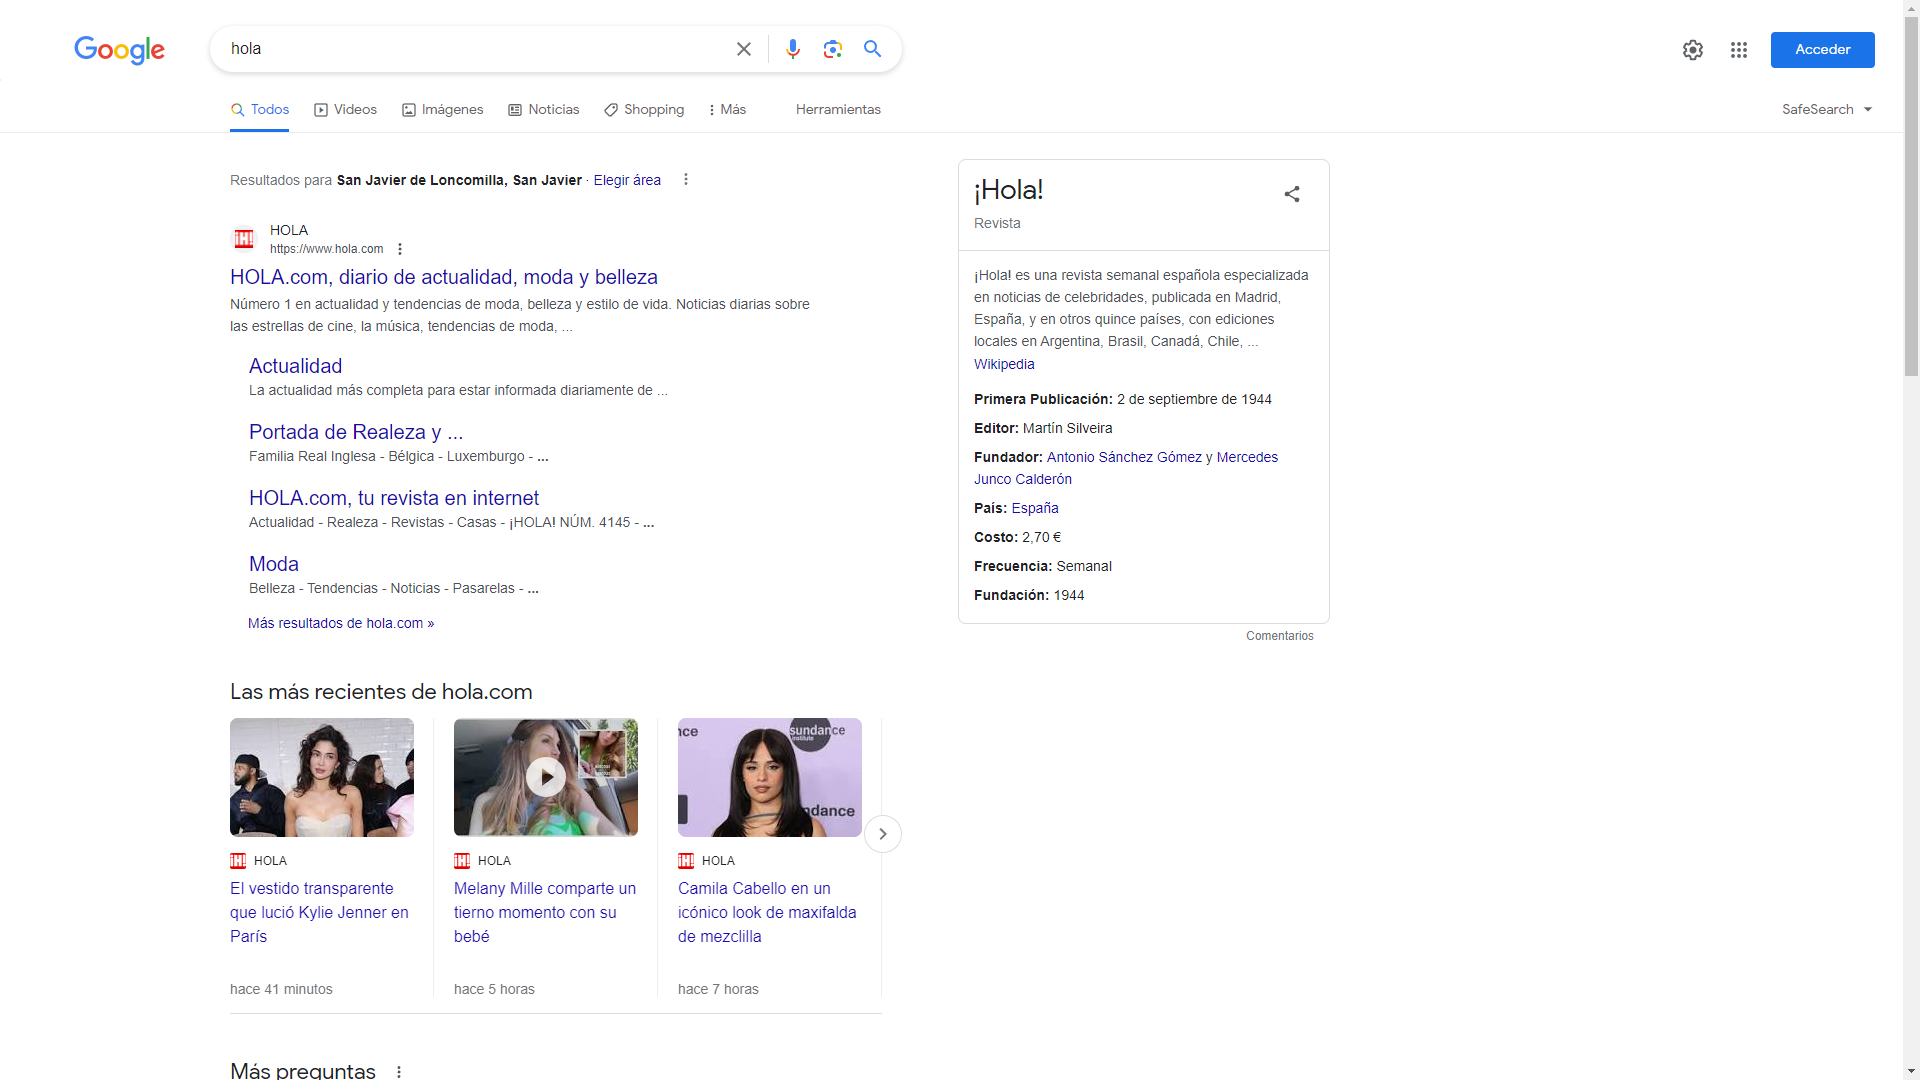 Google
hola
Acceder
Todos
Videos
Imágenes
Noticias
Shopping
Más
Herramientas
SafeSearch
Resultados para San Javier de Loncomilla, San Javier · Elegir área
HOLA
https://www.hola.com
HOLA.com, diario de actualidad, moda y belleza
Número 1 en actualidad y tendencias de moda, belleza y estilo de vida. Noticias diarias sobre
las estrellas de cine, la música, tendencias de moda, ...
Actualidad
La actualidad más completa para estar informada diariamente de ...
Portada de Realeza y ...
Familia Real Inglesa - Bélgica - Luxemburgo - ...
HOLA.com, tu revista en internet
Actualidad - Realeza - Revistas - Casas - ¡HOLA! NÚM. 4145 - ...
Moda
Belleza - Tendencias - Noticias - Pasarelas - ...
Más resultados de hola.com »
¡Hola!
Revista
¡Hola! es una revista semanal española especializada
en noticias de celebridades, publicada en Madrid,
España, y en otros quince países, con ediciones
locales en Argentina, Brasil, Canadá, Chile, ...
Wikipedia
Primera Publicación: 2 de septiembre de 1944
Editor: Martín Silveira
Fundador: Antonio Sánchez Gómez y Mercedes
Junco Calderón
País: España
Costo: 2,70 €
Frecuencia: Semanal
Fundación: 1944
Comentarios
Las más recientes de hola.com
nce
sundance
institute
ndance
HOLA
El vestido transparente
que lució Kylie Jenner en
París
hace 41 minutos
HOLA
Melany Mille comparte un
tierno momento con su
bebé
hace 5 horas
HOLA
Camila Cabello en un
icónico look de maxifalda
de mezclilla
hace 7 horas
Más preguntas